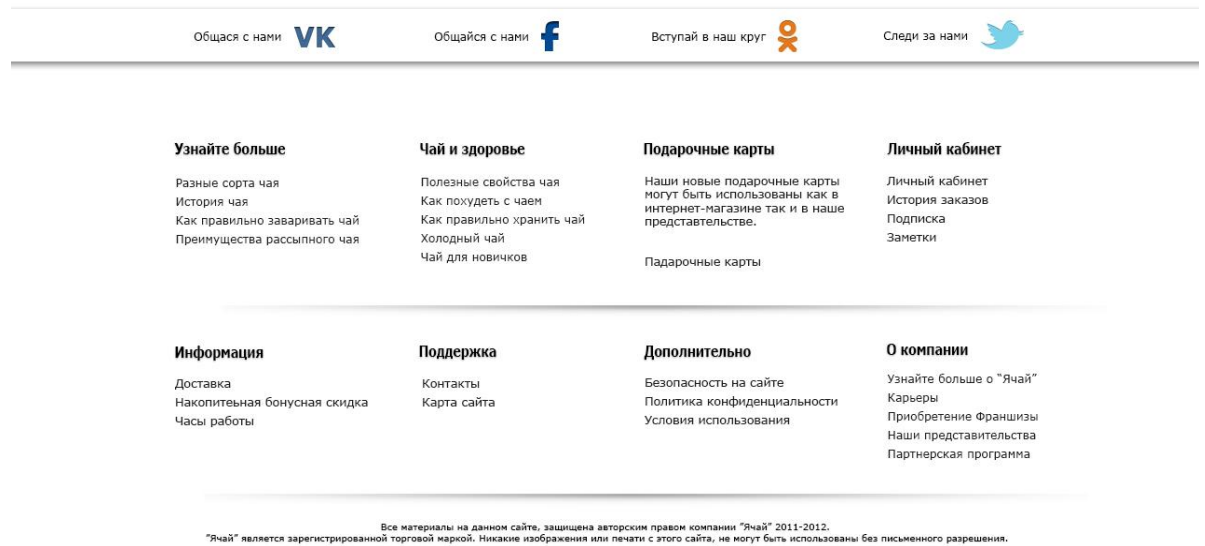 Общася с нами VK
Общайся с нами f
Вступай в наш круг
Следи за нами
Узнайте больше
Разные сорта чая
История чая
Как правильно заваривать чай
Преимущества рассыпного чая
Чай и здоровье
Полезные свойства чая
Как похудеть с чаем
Как правильно хранить чай
Холодный чай
Чай для новичков
Подарочные карты
Наши новые подарочные карты
могут быть использованы как в
интернет-магазине так и в наше
представтельстве.
Падарочные карты
Личный кабинет
Личный кабинет
История заказов
Подписка
Заметки
Информация
Доставка
Накопитеьная бонусная скидка
Часы работы
Поддержка
Контакты
Карта сайта
Дополнительно
Безопасность на сайте
Политика конфиденциальности
Условия использования
О компании
Узнайте больше о "Ячай"
Карьеры
Приобретение Франшизы
Наши представительства
Партнерская программа
Все материалы на данном сайте, защищена авторским правом компании "Ячай" 2011-2012.
"Ячай" является зарегистрированной торговой маркой. Никакие изображения или печати с этого сайта, не могут быть использованы без письменного разрешения.